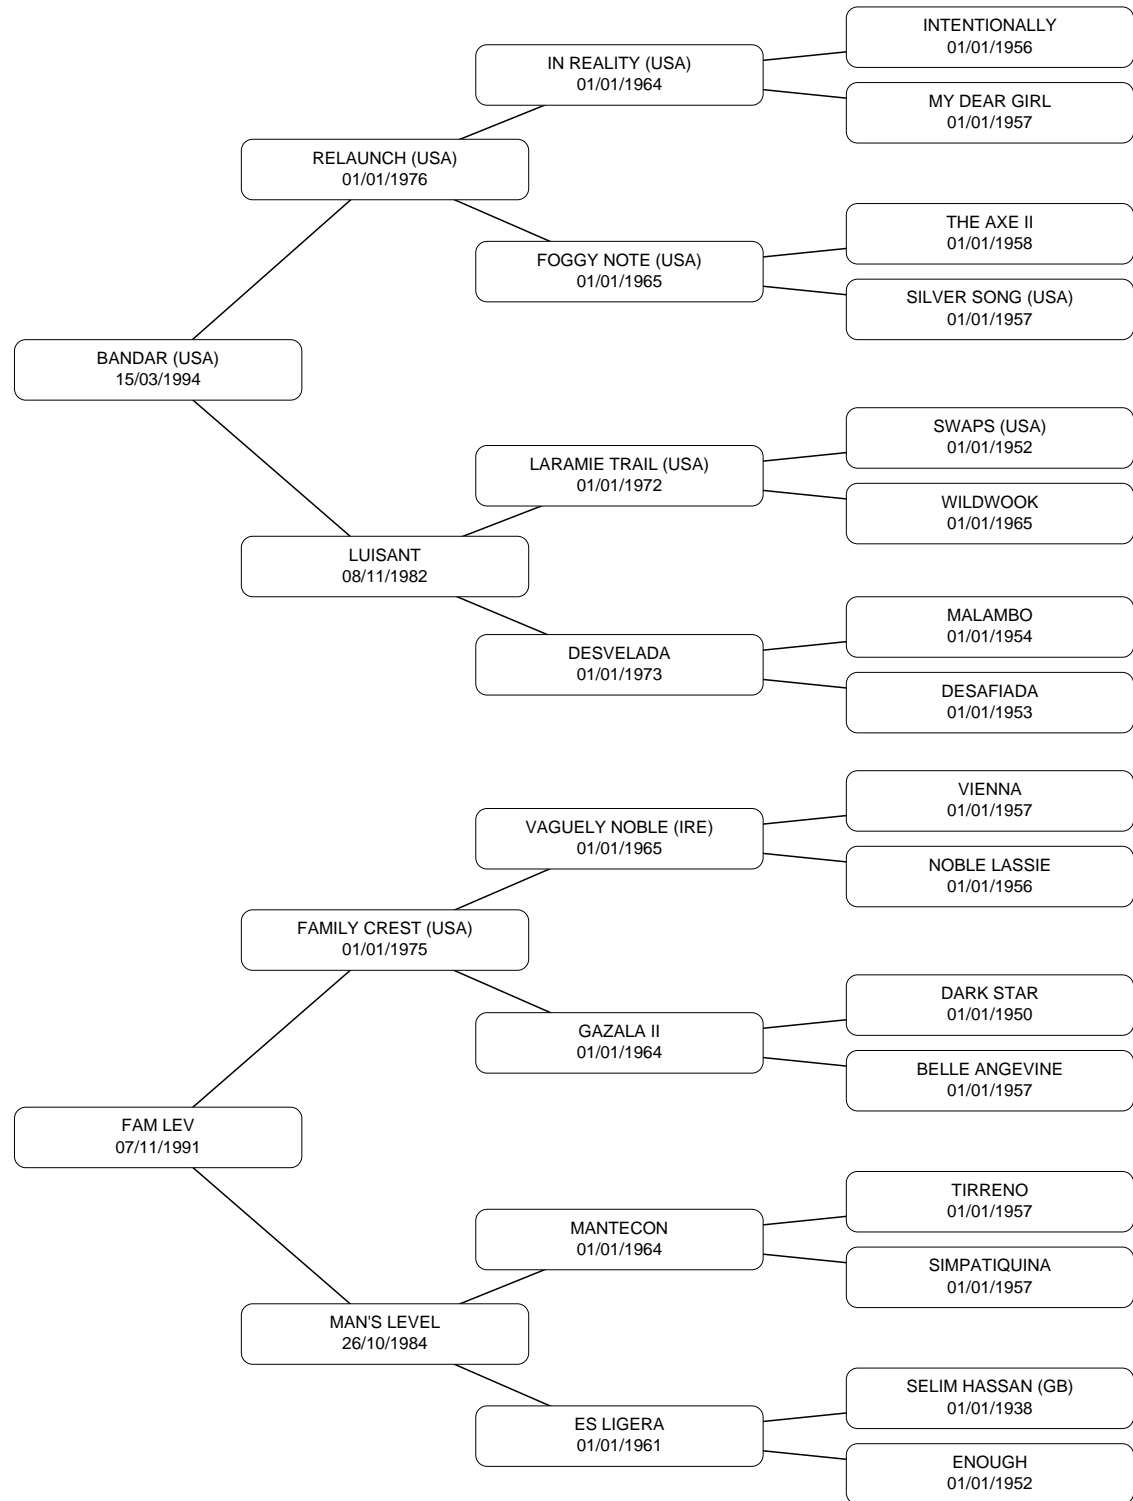 INTENTIONALLY
01/01/1956
IN REALITY (USA)
01/01/1964
MY DEAR GIRL
01/01/1957
RELAUNCH (USA)
01/01/1976
THE AXE II
01/01/1958
FOGGY NOTE (USA)
01/01/1965
SILVER SONG (USA)
01/01/1957
BANDAR (USA)
15/03/1994
SWAPS (USA)
01/01/1952
LARAMIE TRAIL (USA)
01/01/1972
WILDWOOK
01/01/1965
LUISANT
08/11/1982
MALAMBO
01/01/1954
DESVELADA
01/01/1973
DESAFIADA
01/01/1953
VIENNA
01/01/1957
VAGUELY NOBLE (IRE)
01/01/1965
NOBLE LASSIE
01/01/1956
FAMILY CREST (USA)
01/01/1975
DARK STAR
01/01/1950
GAZALA II
01/01/1964
BELLE ANGEVINE
01/01/1957
FAM LEV
07/11/1991
TIRRENO
01/01/1957
MANTECON
01/01/1964
SIMPATIQUINA
01/01/1957
MAN'S LEVEL
26/10/1984
SELIM HASSAN (GB)
01/01/1938
ES LIGERA
01/01/1961
ENOUGH
01/01/1952